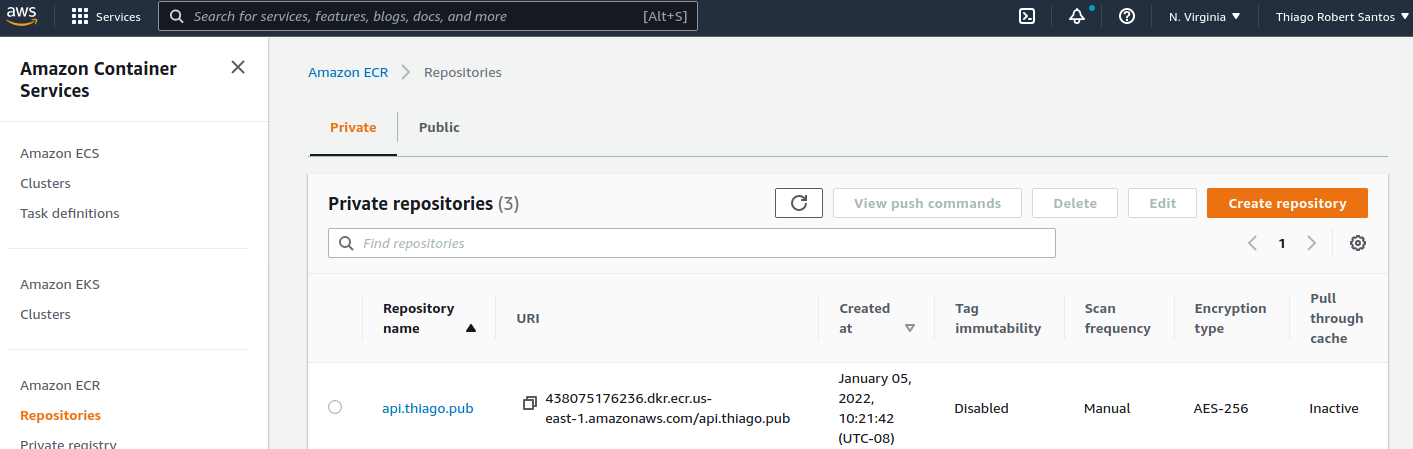 aws
Services
Search for services, features, blogs, docs, and more
[Alt+S]
N. Virginia
Thiago Robert Santos
Amazon Container
Services
Amazon ECS
Clusters
Task definitions
Amazon EKS
Clusters
Amazon ECR
Repositories
Private registry
Amazon ECR
Repositories
Private
Public
Private repositories (3)
View push commands
Delete
Edit
Create repository
Find repositories
1
Repository
name
URI
Created
at
Tag
immutability
Scan
frequency
Encryption
type
Pull
through
cache
api.thiago.pub
438075176236.dkr.ecr.us-
east-1.amazonaws.com/api.thiago.pub
January 05,
2022,
10:21:42
(UTC-08)
Disabled
Manual
AES-256
Inactive